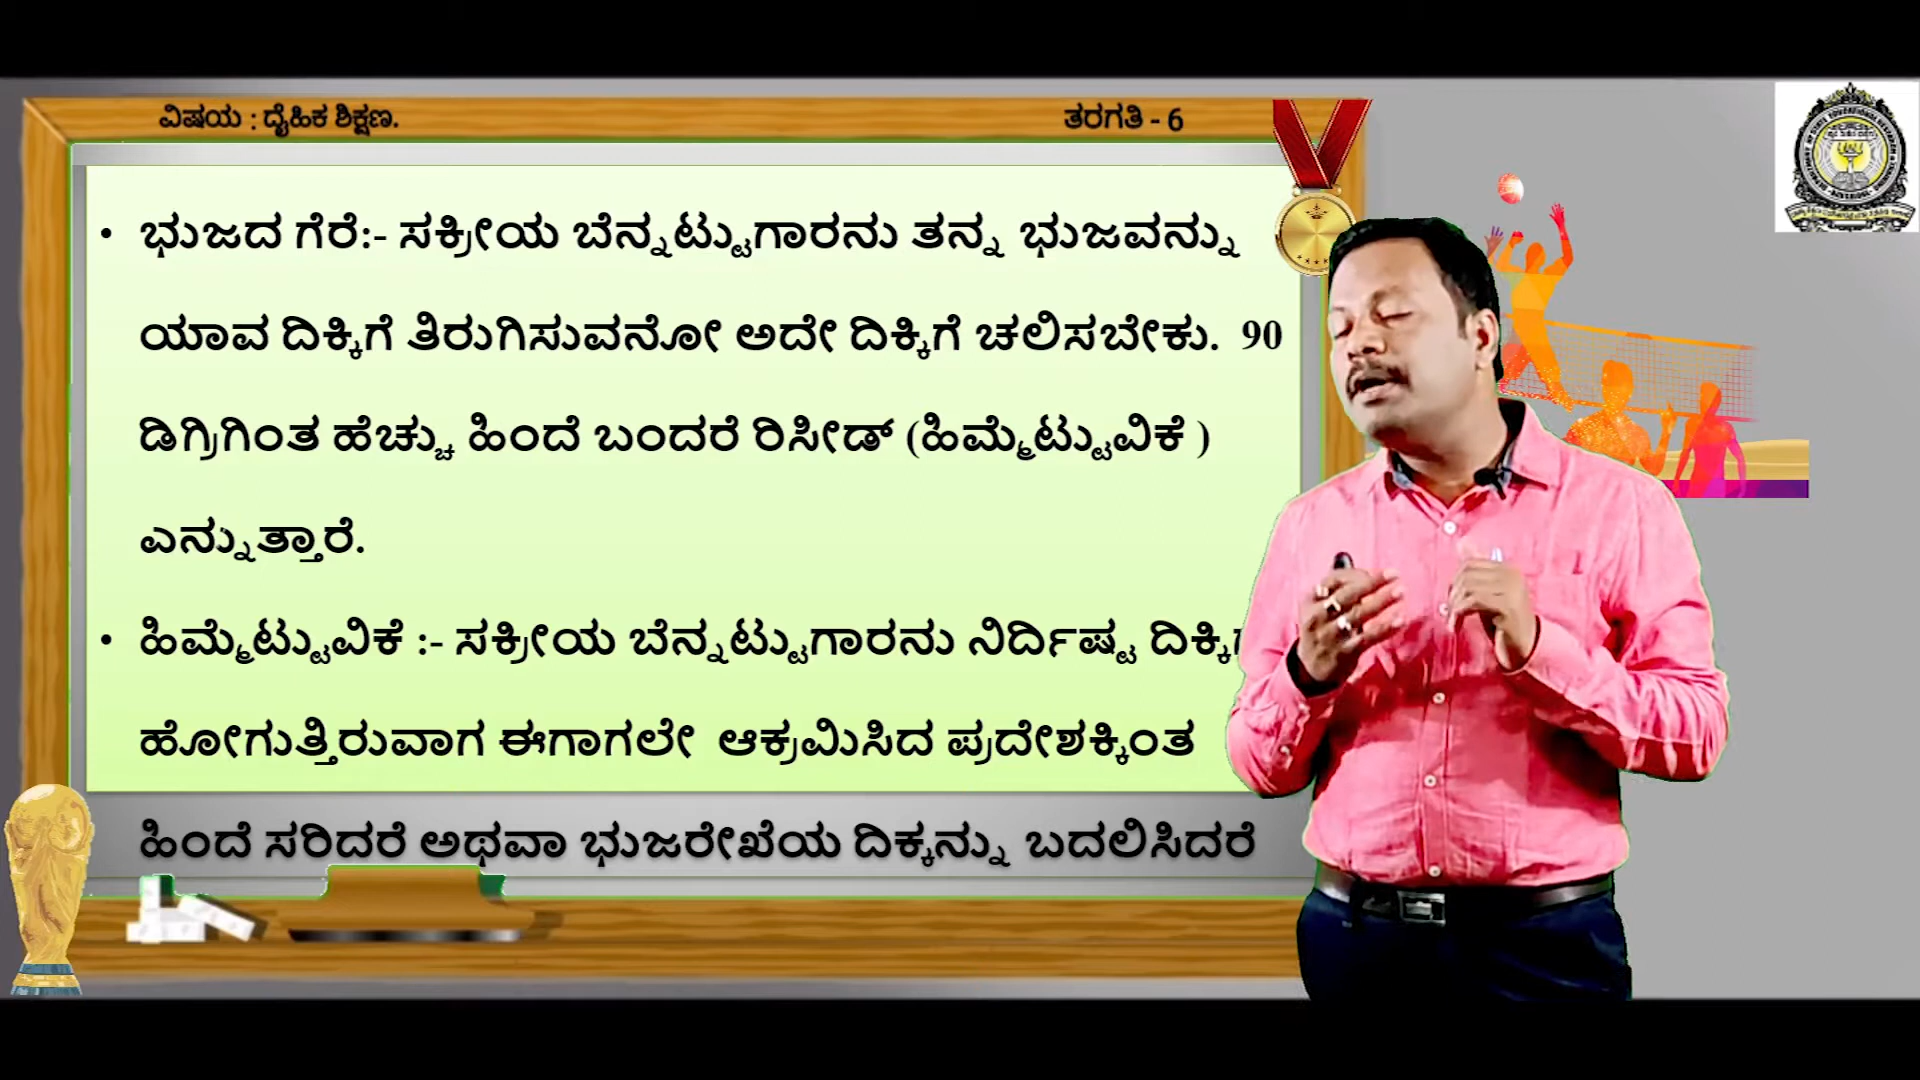 ವಿಷಯ : ದೈಹಿಕ ಶಿಕ್ಷಣ. ತರಗತಿ - 6
• ಭುಜದ ಗೆರೆ:- ಸಕ್ರೀಯ ಬೆನ್ನಟ್ಟುಗಾರನು ತನ್ನ ಭುಜವನ್ನು
ಯಾವ ದಿಕ್ಕಿಗೆ ತಿರುಗಿಸುವನೋ ಅದೇ ದಿಕ್ಕಿಗೆ ಚಲಿಸಬೇಕು. 90
ಡಿಗ್ರಿಗಿಂತ ಹೆಚ್ಚು ಹಿಂದೆ ಬಂದರೆ ರಿಸೀಡ್ (ಹಿಮ್ಮೆಟ್ಟುವಿಕೆ )
ಎನ್ನುತ್ತಾರೆ.
• ಹಿಮ್ಮೆಟ್ಟುವಿಕೆ :- ಸಕ್ರೀಯ ಬೆನ್ನಟ್ಟುಗಾರನು ನಿರ್ದಿಷ್ಟ
ಹೋಗುತ್ತಿರುವಾಗ ಈಗಾಗಲೇ ಆಕ್ರಮಿಸಿದ ಪ್ರದೇಶಕ್ಕಿಂತ
ಹಿಂದೆ ಸರಿದರೆ ಅಥವಾ ಭುಜರೇಖೆಯ ದಿಕ್ಕನ್ನು ಬದಲಿಸಿದರೆ